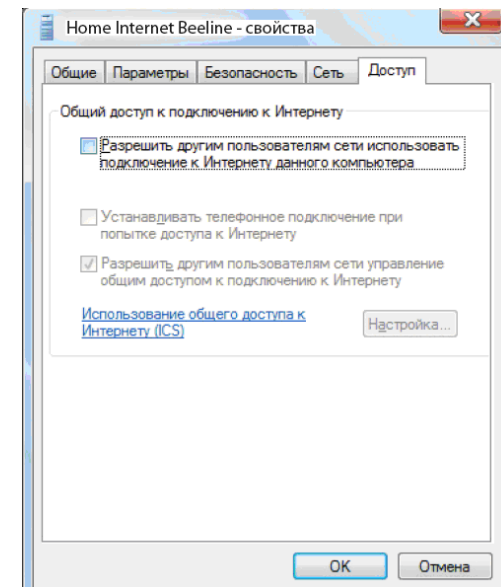 Home Internet Beeline - свойства
Общие Параметры Безопасность Сеть Доступ
Общий доступ к подключению к Интернету
Разрешить другим пользователям сети использовать
подключение к Интернету данного компьютера
Устанавливать телефонное подключение при
попытке доступа к Интернету
Разрешить другим пользователям сети управление
общим доступом к подключению к Интернету
Использование общего доступа к
Интернету (ICS)
Настройка...
OK Отмена